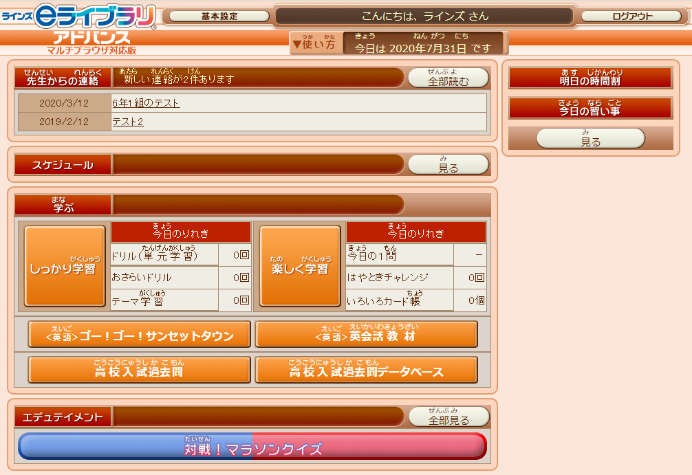 ラインズ eライブラリ アドバンス
マルチブラウザ対応版
基本設定
こんにちは、ラインズ さん
ログアウト
▼使い方
つか かた
きょう ねん がつ にち
今日は 2020年7月31日 です
せんせい れんらく
先生からの連絡
あたら れんらく けん
新しい連絡が2件あります
ぜんぶ よ
全部読む
2020/3/12 6年1組のテスト
2019/2/12 テスト2
スケジュール
み
見る
まな
学ぶ
がくしゅう
しっかり学習
きょう
今日のりれき
たんげんがくしゅう
ドリル(単元学習) 0回
おさらいドリル 0回
がくしゅう
テーマ学習 0回
たの がくしゅう
楽しく学習
きょう
今日のりれき
きょう もん
今日の1問 －
はやときチャレンジ 0回
ちょう
いろいろカード帳 0個
えいご
<英語>ゴー!ゴー!サンセットタウン
えいご えいかいわきょうざい
<英語>英会話教材
こうこうにゅうし か こ もん
高校入試過去問
こうこうにゅうし か こ もん
高校入試過去問データベース
エデュテイメント
ぜんぶ み
全部見る
たいせん
対戦!マラソンクイズ
あす じかんわり
明日の時間割
きょう なら ごと
今日の習い事
み
見る